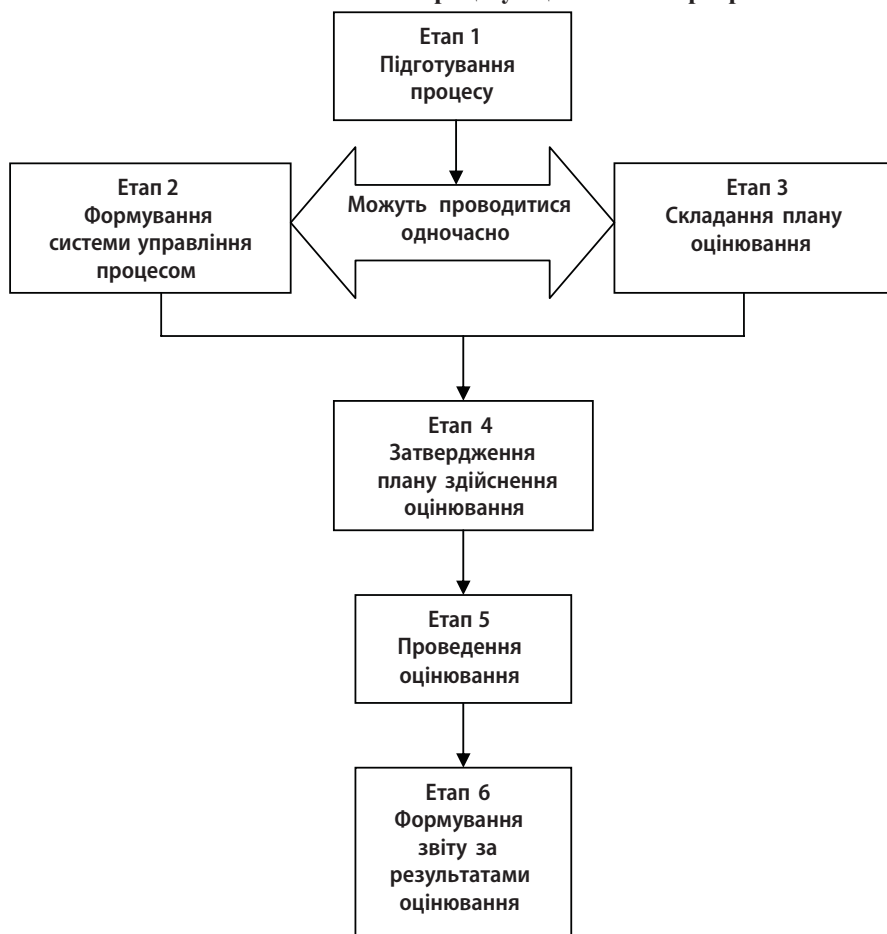 Етап 1
Підготування
процесу
Етап 2
Формування
системи управління
процесом
Можуть проводитися
одночасно
Етап 3
Складання плану
оцінювання
Етап 4
Затвердження
плану здійснення
оцінювання
Етап 5
Проведення
оцінювання
Етап 6
Формування
звіту за
результатами
оцінювання